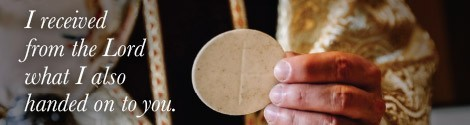 I received
from the Lord
what I also
handed on to you.